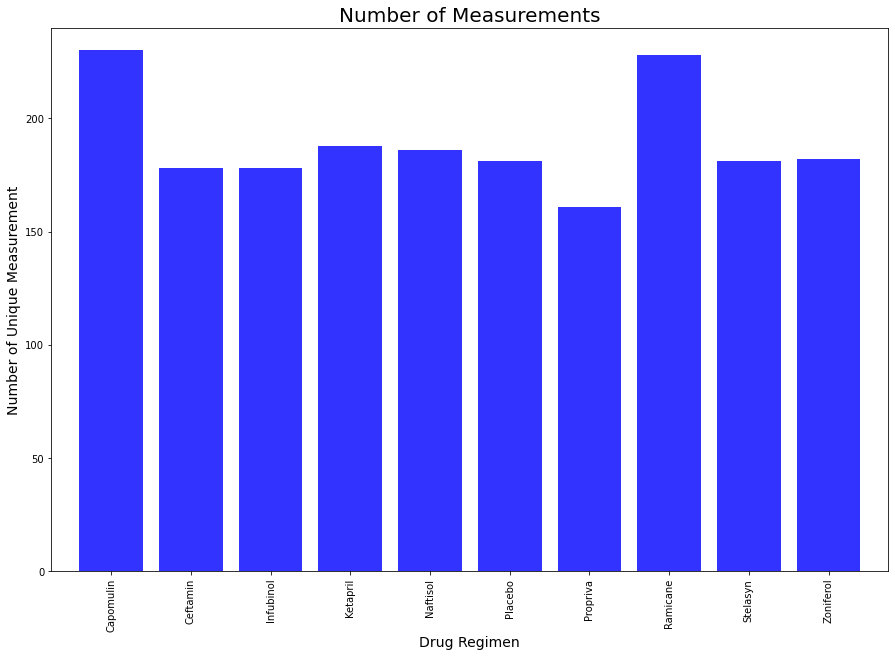 Number of Measurements
Number of Unique Measurement
200
150
100
50
0
Capomulin
Ceftamin
Infubinol
Ketapril
Naftisol
Placebo
Propriva
Ramicane
Stelasyn
Zoniferol
Drug Regimen